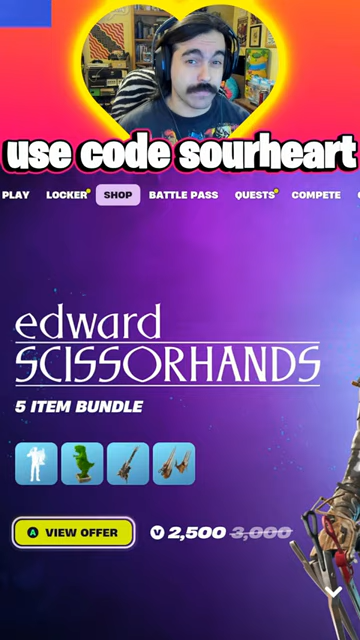 use code sourheart
PLAY LOCKER SHOP BATTLE PASS QUESTS COMPETE
edward
SCISSORHANDS
5 ITEM BUNDLE
A VIEW OFFER V 2,500 3,000